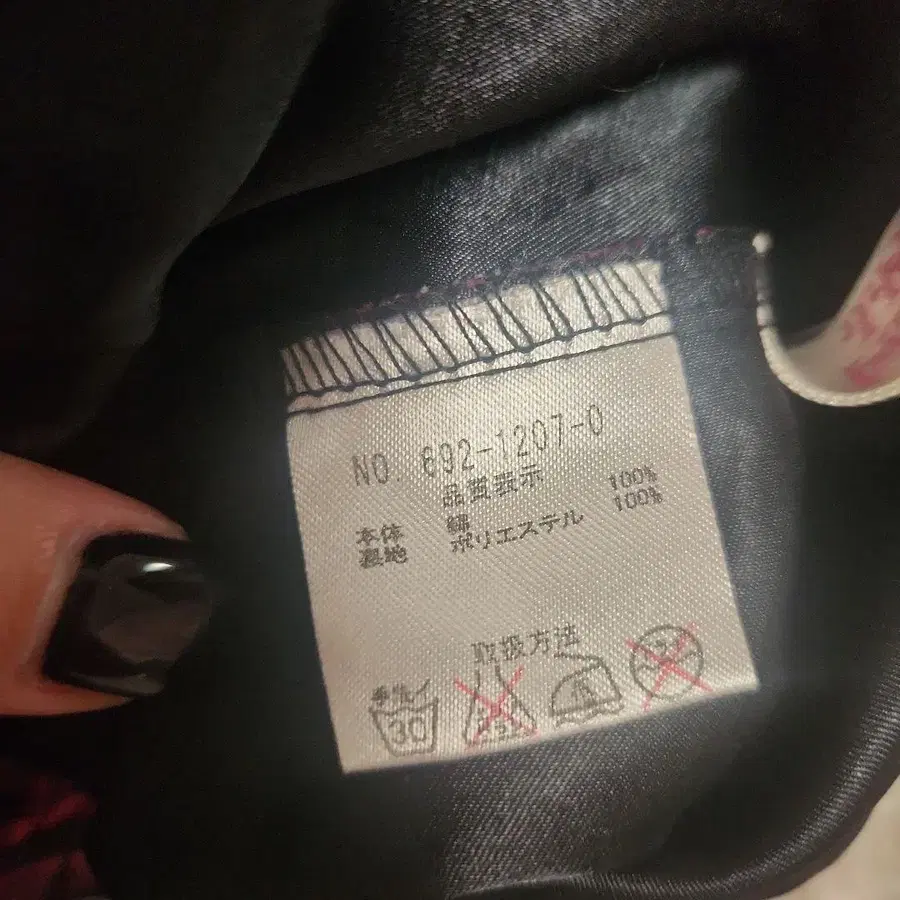 NO. 692-1207-0
品質表示
本体 綿 100%
裏地 ポリエステル 100%
取扱方法
手洗イ
30